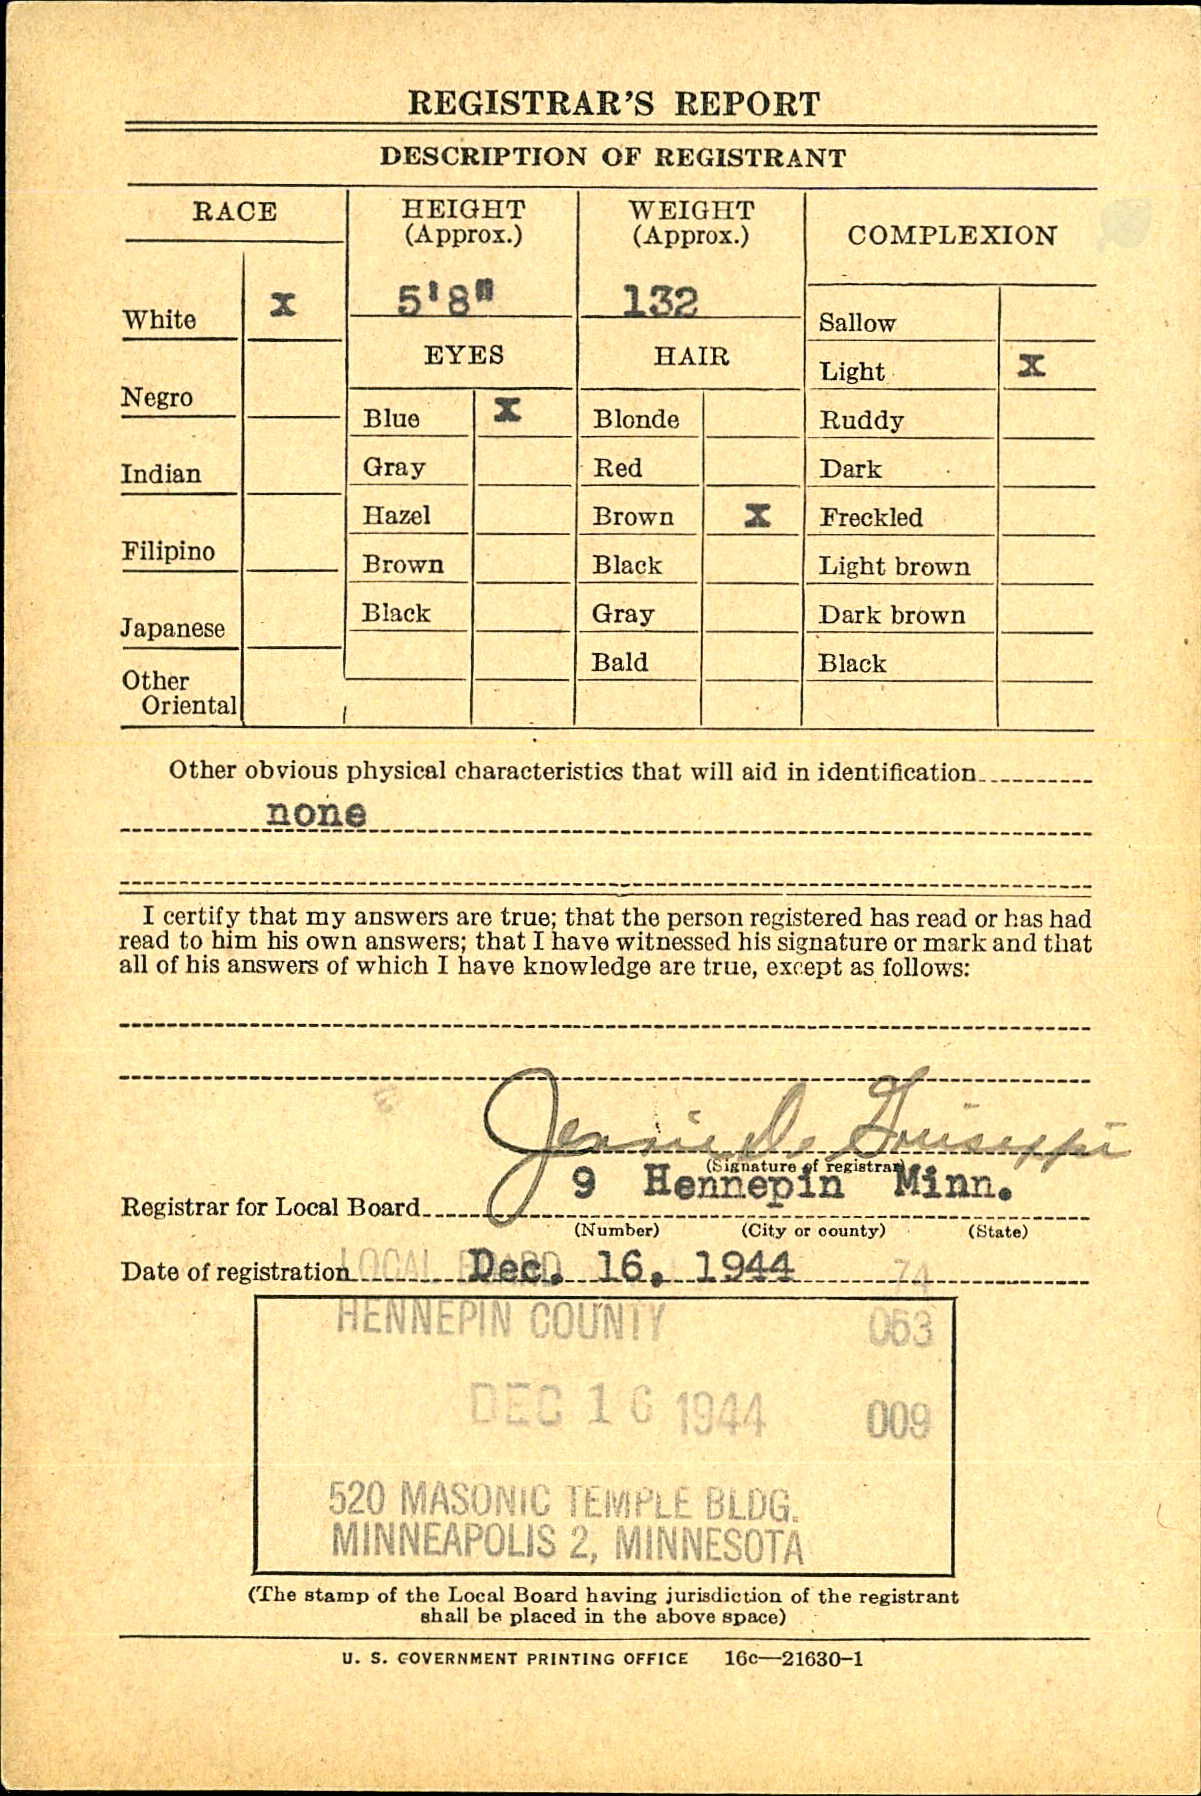 REGISTRAR'S REPORT
DESCRIPTION OF REGISTRANT
RACE
White X
Negro
Indian
Filipino
Japanese
Other
Oriental
HEIGHT
(Approx.)
5'8"
WEIGHT
(Approx.)
132
EYES
Blue X
Gray
Hazel
Brown
Black
HAIR
Blonde
Red
Brown X
Black
Gray
Bald
COMPLEXION
Sallow
Light X
Ruddy
Dark
Freckled
Light brown
Dark brown
Black
Other obvious physical characteristics that will aid in identification
none
I certify that my answers are true; that the person registered has read or has had
read to him his own answers; that I have witnessed his signature or mark and that
all of his answers of which I have knowledge are true, except as follows:
Jennie D. Guiseppi
(Signature of registrar)
Registrar for Local Board 9 Hennepin Minn.
(Number) (City or county) (State)
Date of registration Dec. 16, 1944
LOCAL BOARD 74
HENNEPIN COUNTY 053
DEC 16 1944 009
520 MASONIC TEMPLE BLDG.
MINNEAPOLIS 2, MINNESOTA
(The stamp of the Local Board having jurisdiction of the registrant
shall be placed in the above space)
U. S. GOVERNMENT PRINTING OFFICE 16c—21630-1